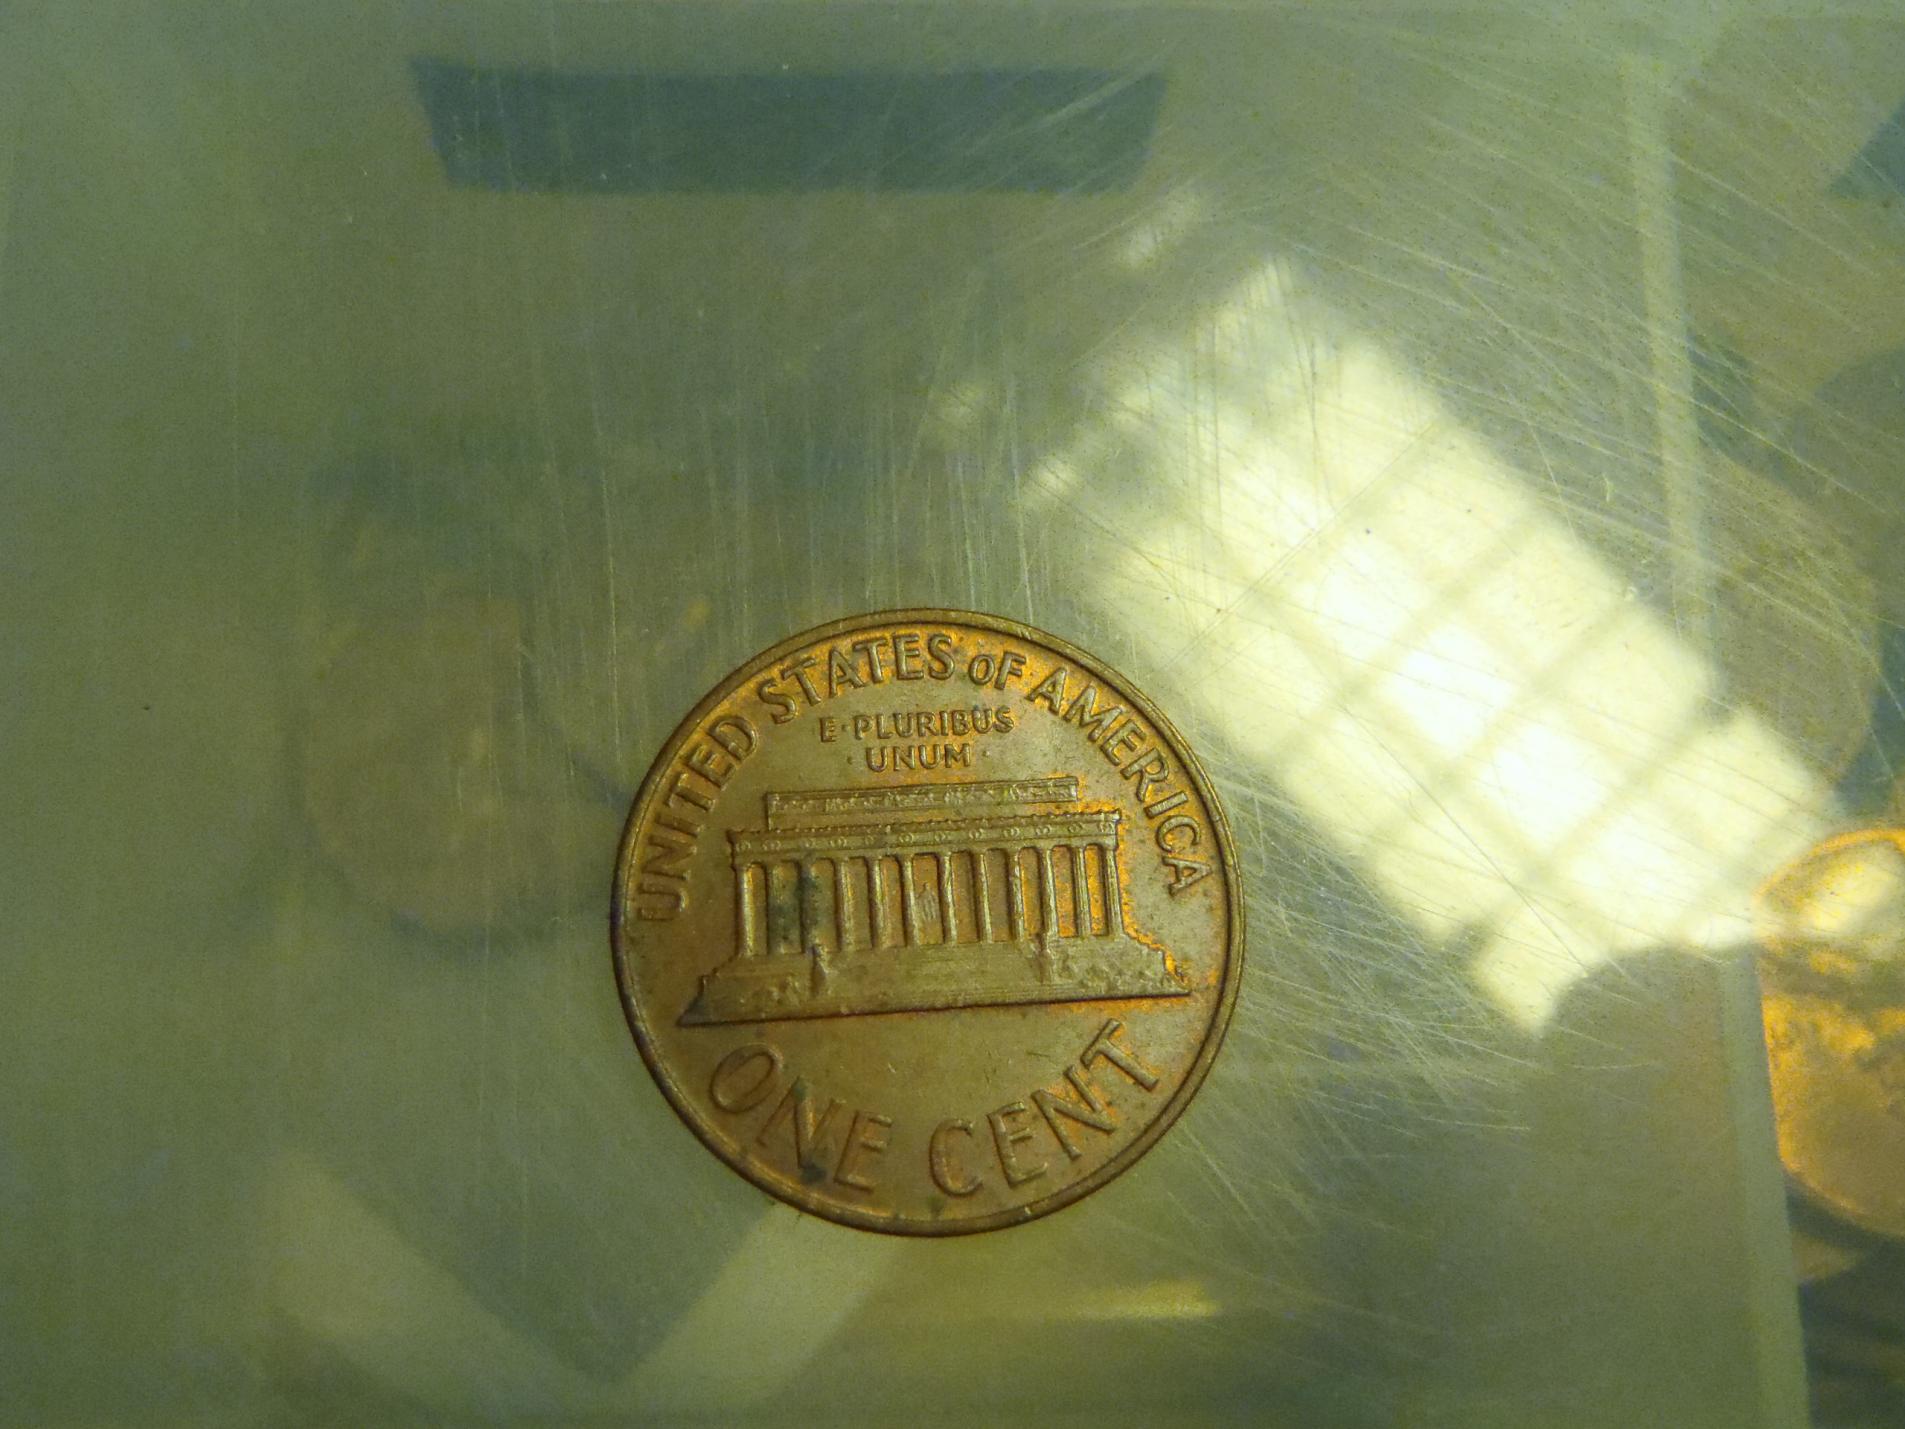 UNITED STATES OF AMERICA
E·PLURIBUS
·UNUM·
ONE CENT